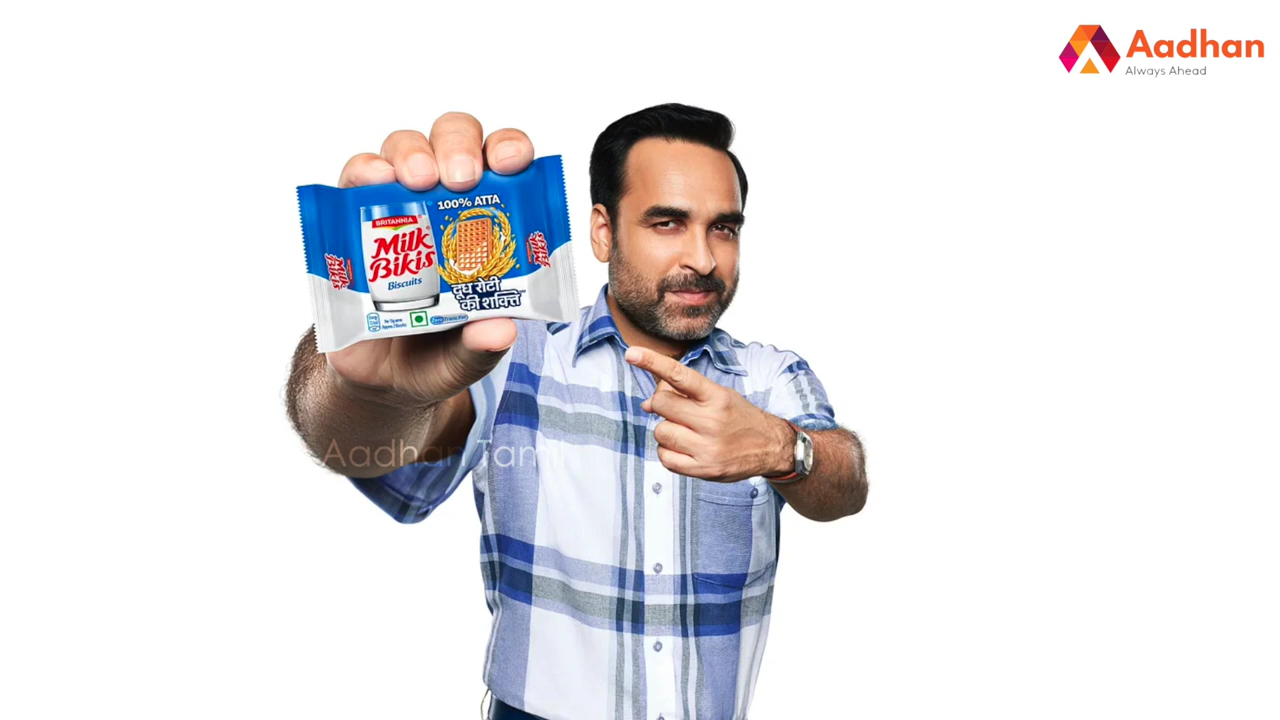 Aadhan
Always Ahead
100% ATTA
BRITANNIA
Milk
Bikis
Biscuits
दूध रोटी
की शक्ति
Aadhan Tamil